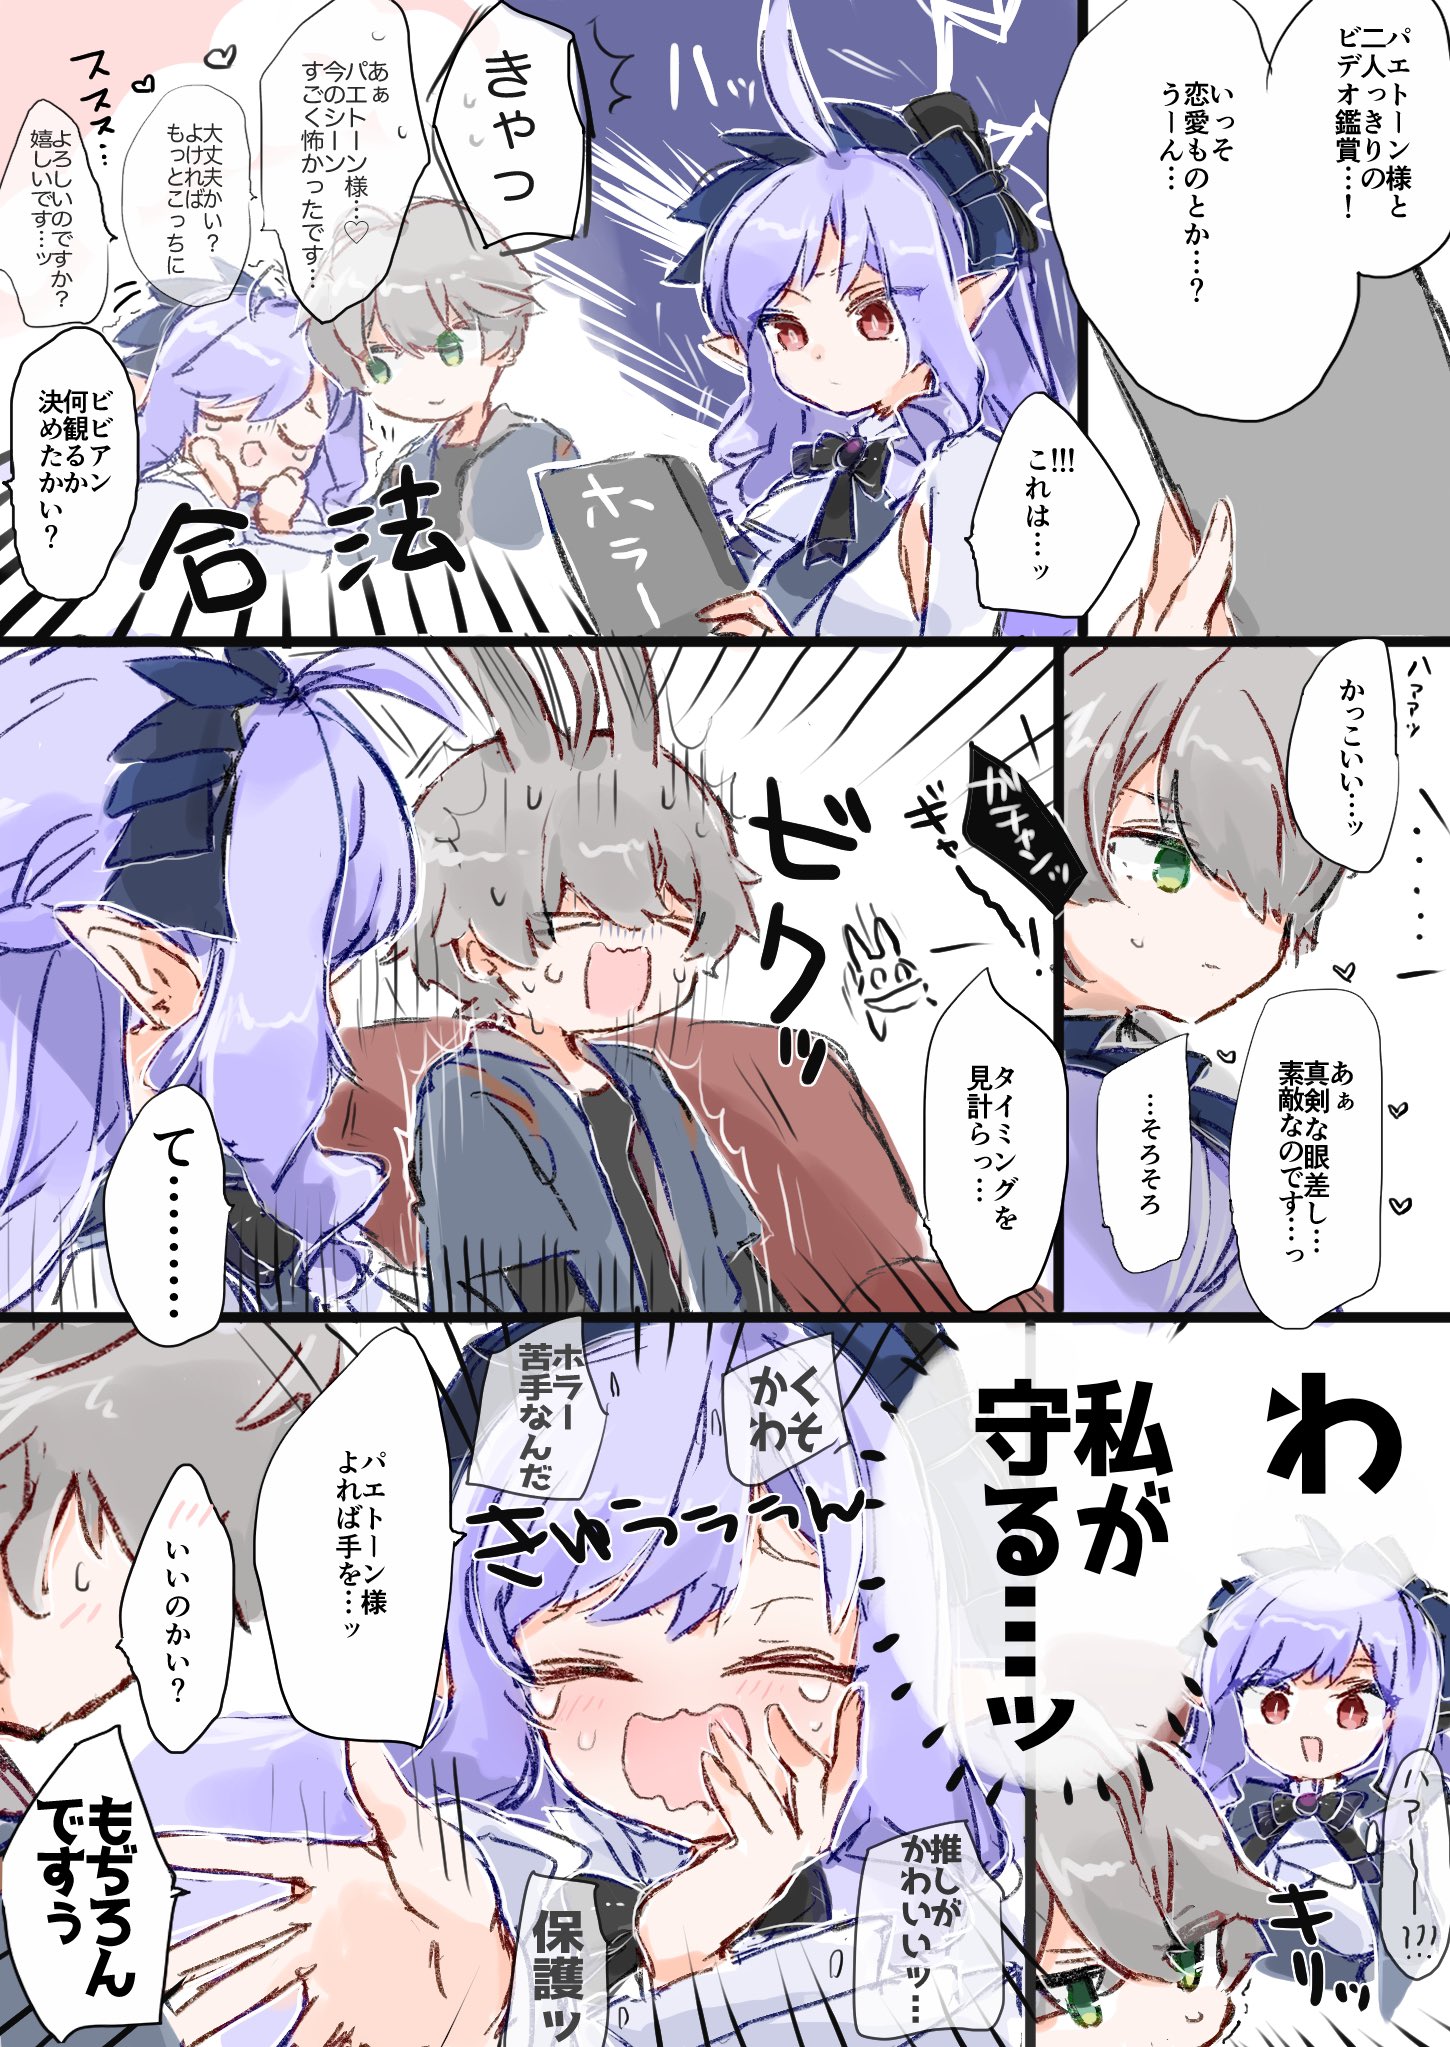 パエトーン様と
二人っきりの
ビデオ鑑賞…！
いっそ
恋愛ものとか…？
うーん…
!!!
これは…ッ
バッ
ホラー
きゃっ
あぁ
パエトーン様…♡
今のシーン
すごく怖かったです…
大丈夫かい？
よければ
もっとこっちに
ススス…
よろしいのですか？
嬉しいです…ッ
合法
ビビアン
何観るか
決めたかい？
ハァァッ
かっこいい…ッ
あぁ
真剣な眼差し…
素敵なのです…っ
…そろそろ
タイミングを
見計らっ…
ガチャンッ
ギャーーッ!
ビクッ
て………
わ
私が
守る……ッ
ハァー
キリッ
くそ
かわ
ホラー
苦手なんだ
きゅうううん
推しが
かわいいッ…
保護ッ
パエトーン様
よれば手を…ッ
いいのかい？
もぢろん
ですぅ